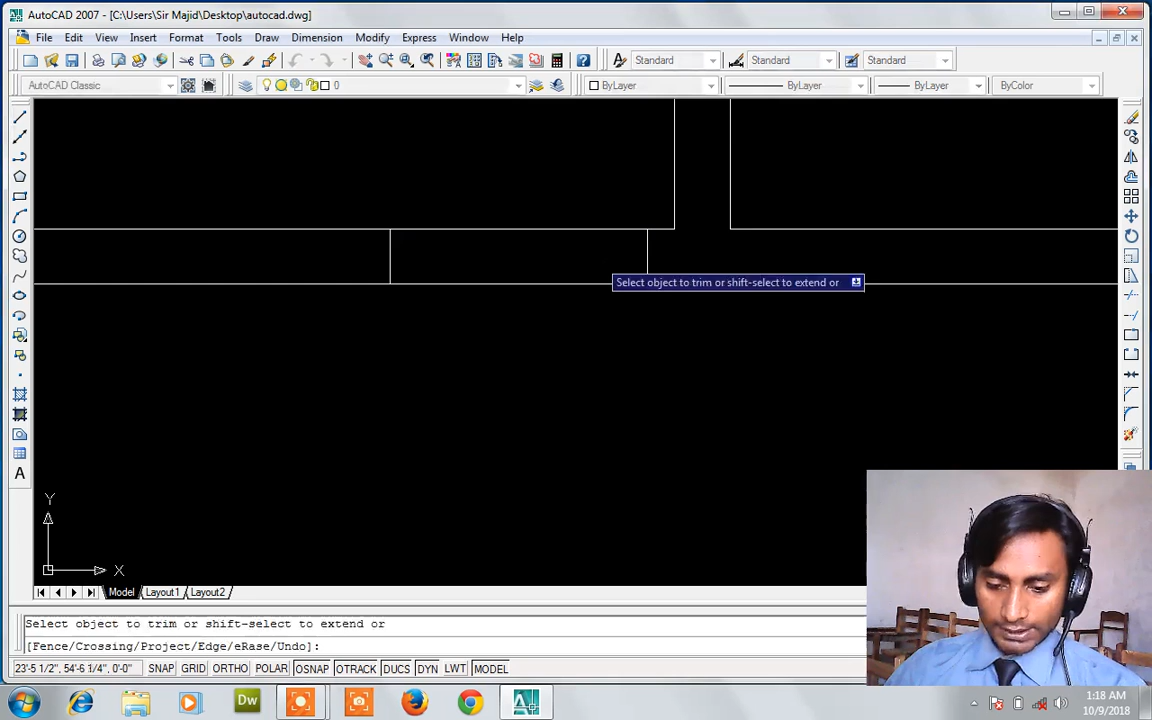 AutoCAD 2007 - [C:\Users\Sir Majid\Desktop\autocad.dwg]
File Edit View Insert Format Tools Draw Dimension Modify Express Window Help
Standard Standard Standard
AutoCAD Classic 0 ByLayer ByLayer ByLayer ByColor
Select object to trim or shift-select to extend or
A
Y
X
Model Layout1 Layout2
Select object to trim or shift-select to extend or
[Fence/Crossing/Project/Edge/eRase/Undo]:
23'-5 1/2", 54'-6 1/4", 0'-0" SNAP GRID ORTHO POLAR OSNAP OTRACK DUCS DYN LWT MODEL
Dw
1:18 AM
10/9/2018